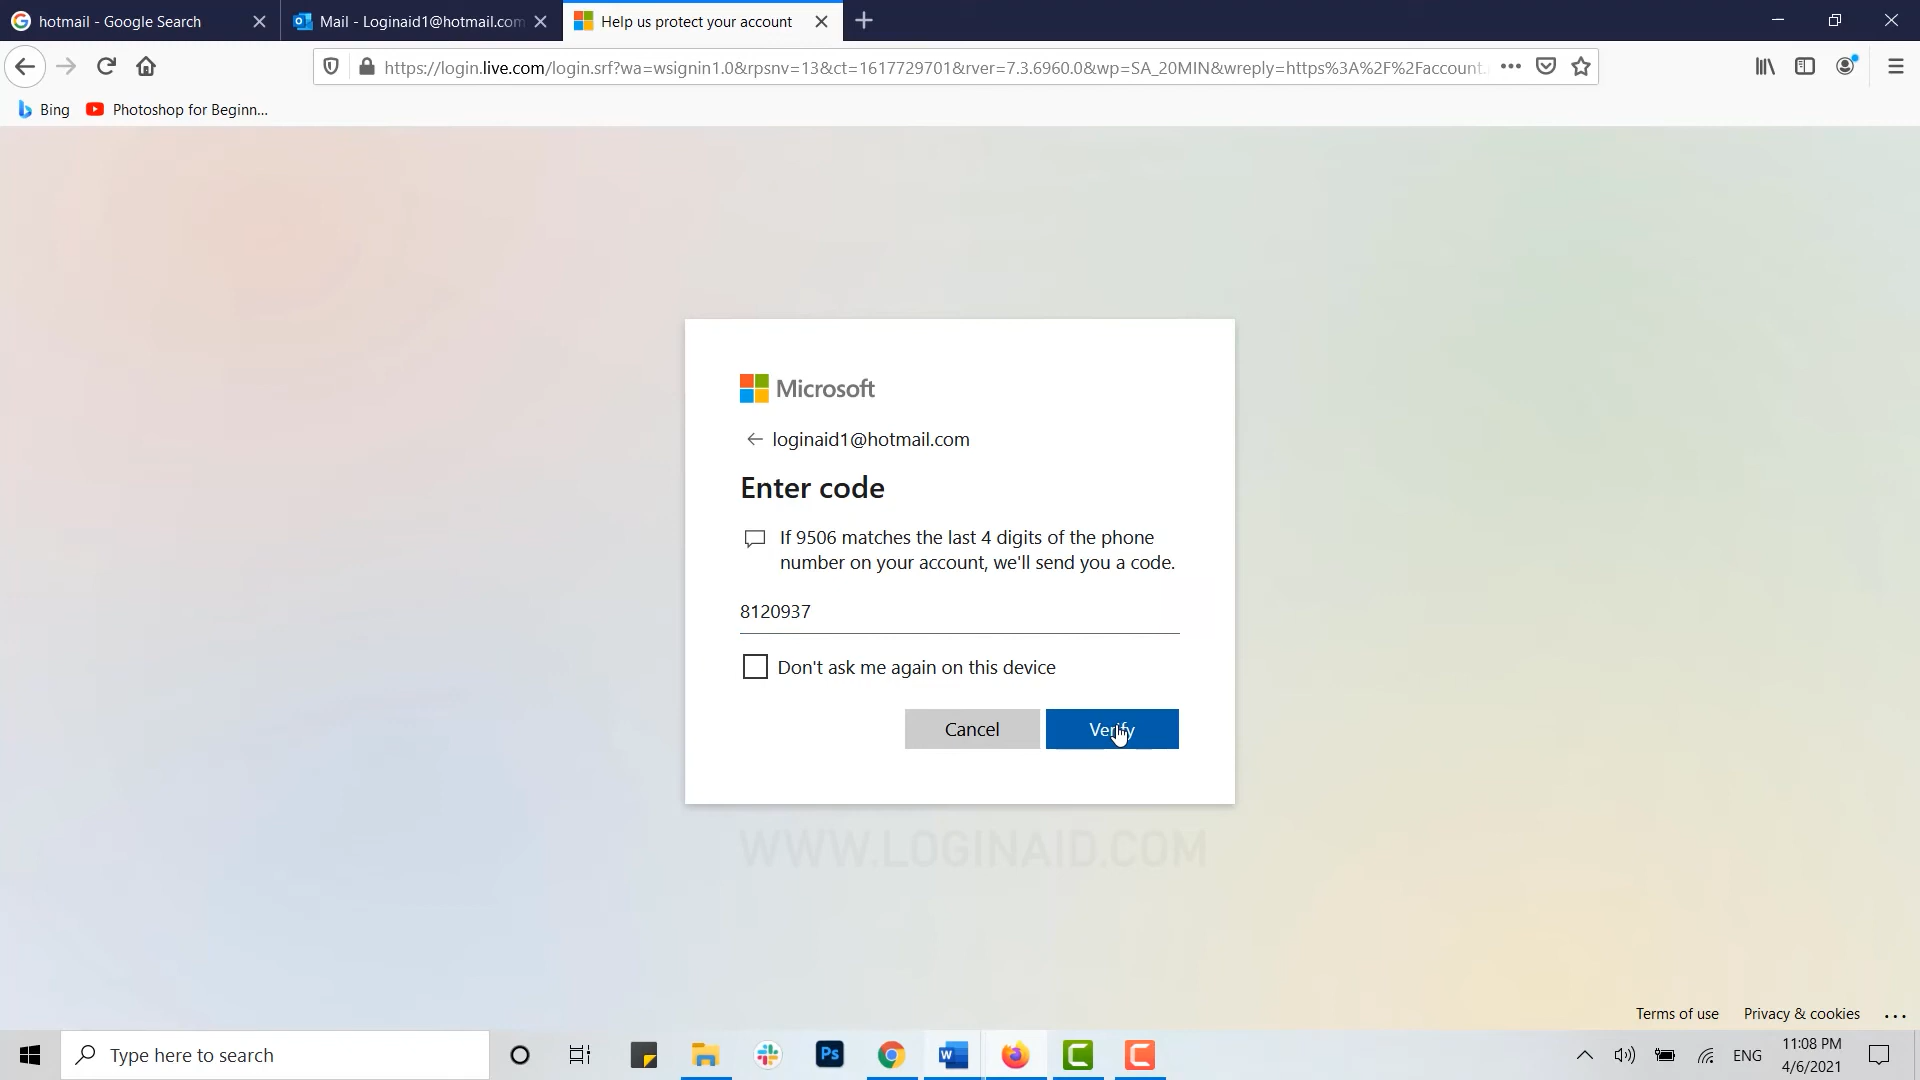 hotmail - Google Search
Mail - Loginaid1@hotmail.com
Help us protect your account
https://login.live.com/login.srf?wa=wsignin1.0&rpsnv=13&ct=1617729701&rver=7.3.6960.0&wp=SA_20MIN&wreply=https%3A%2F%2Faccount.
Bing
Photoshop for Beginn...
Microsoft
loginaid1@hotmail.com
Enter code
If 9506 matches the last 4 digits of the phone
number on your account, we'll send you a code.
8120937
Don't ask me again on this device
Cancel
Verify
WWW.LOGINAID.COM
Terms of use
Privacy & cookies
...
Type here to search
Ps
W
ENG
11:08 PM
4/6/2021